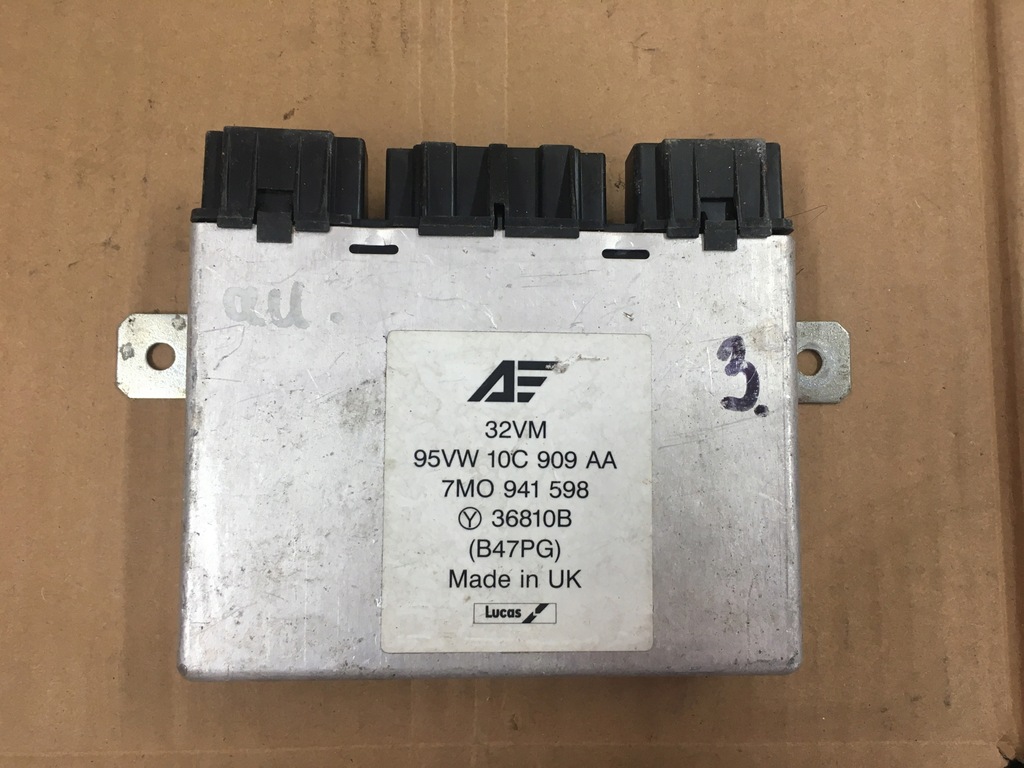 au.
3.
AE
32VM
95VW 10C 909 AA
7MO 941 598
Ⓨ 36810B
(B47PG)
Made in UK
Lucas